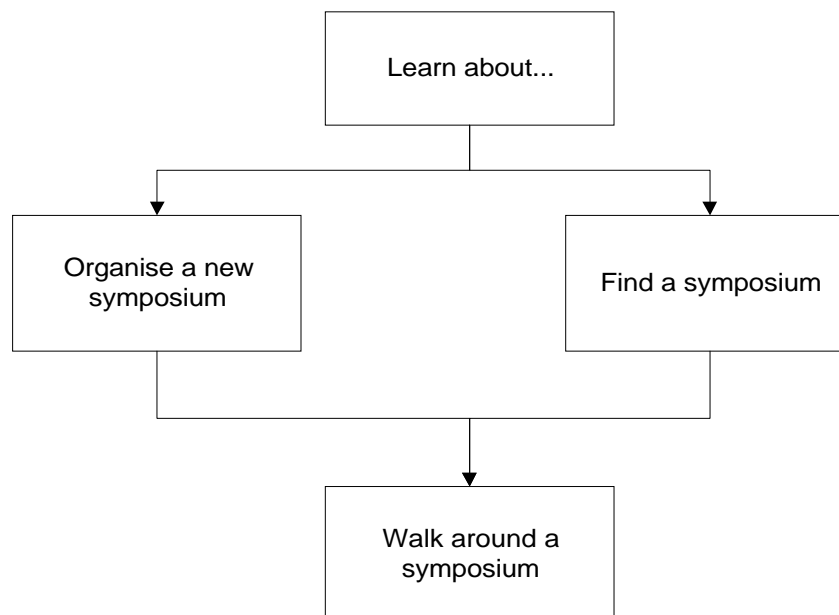 Learn about...
Organise a new
symposium
Find a symposium
Walk around a
symposium